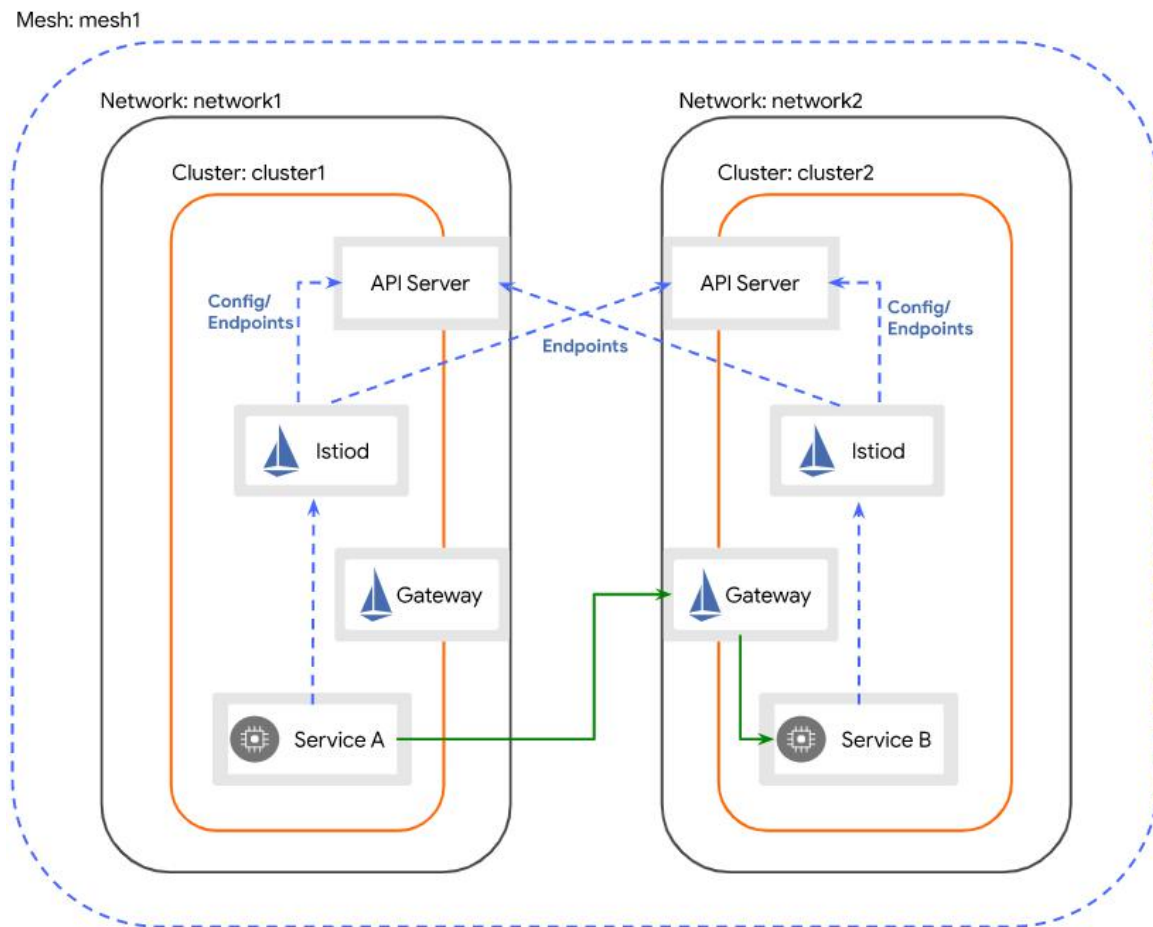 Mesh: mesh1
Network: network1
Network: network2
Cluster: cluster1
Cluster: cluster2
API Server
API Server
Config/
Endpoints
Endpoints
Config/
Endpoints
Istiod
Istiod
Gateway
Gateway
Service A
Service B